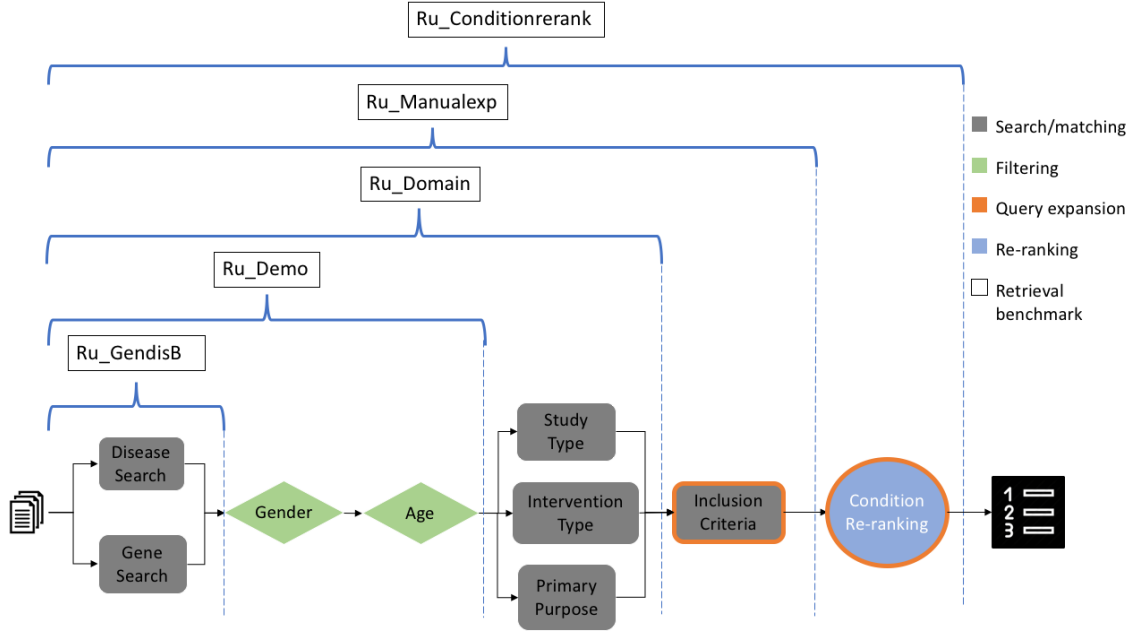 Ru_Conditionrerank
Ru_Manualexp
Ru_Domain
Ru_Demo
Ru_GendisB
Search/matching
Filtering
Query expansion
Re-ranking
Retrieval
benchmark
Disease
Search
Gene
Search
Gender
Age
Study
Type
Intervention
Type
Primary
Purpose
Inclusion
Criteria
Condition
Re-ranking
1
2
3